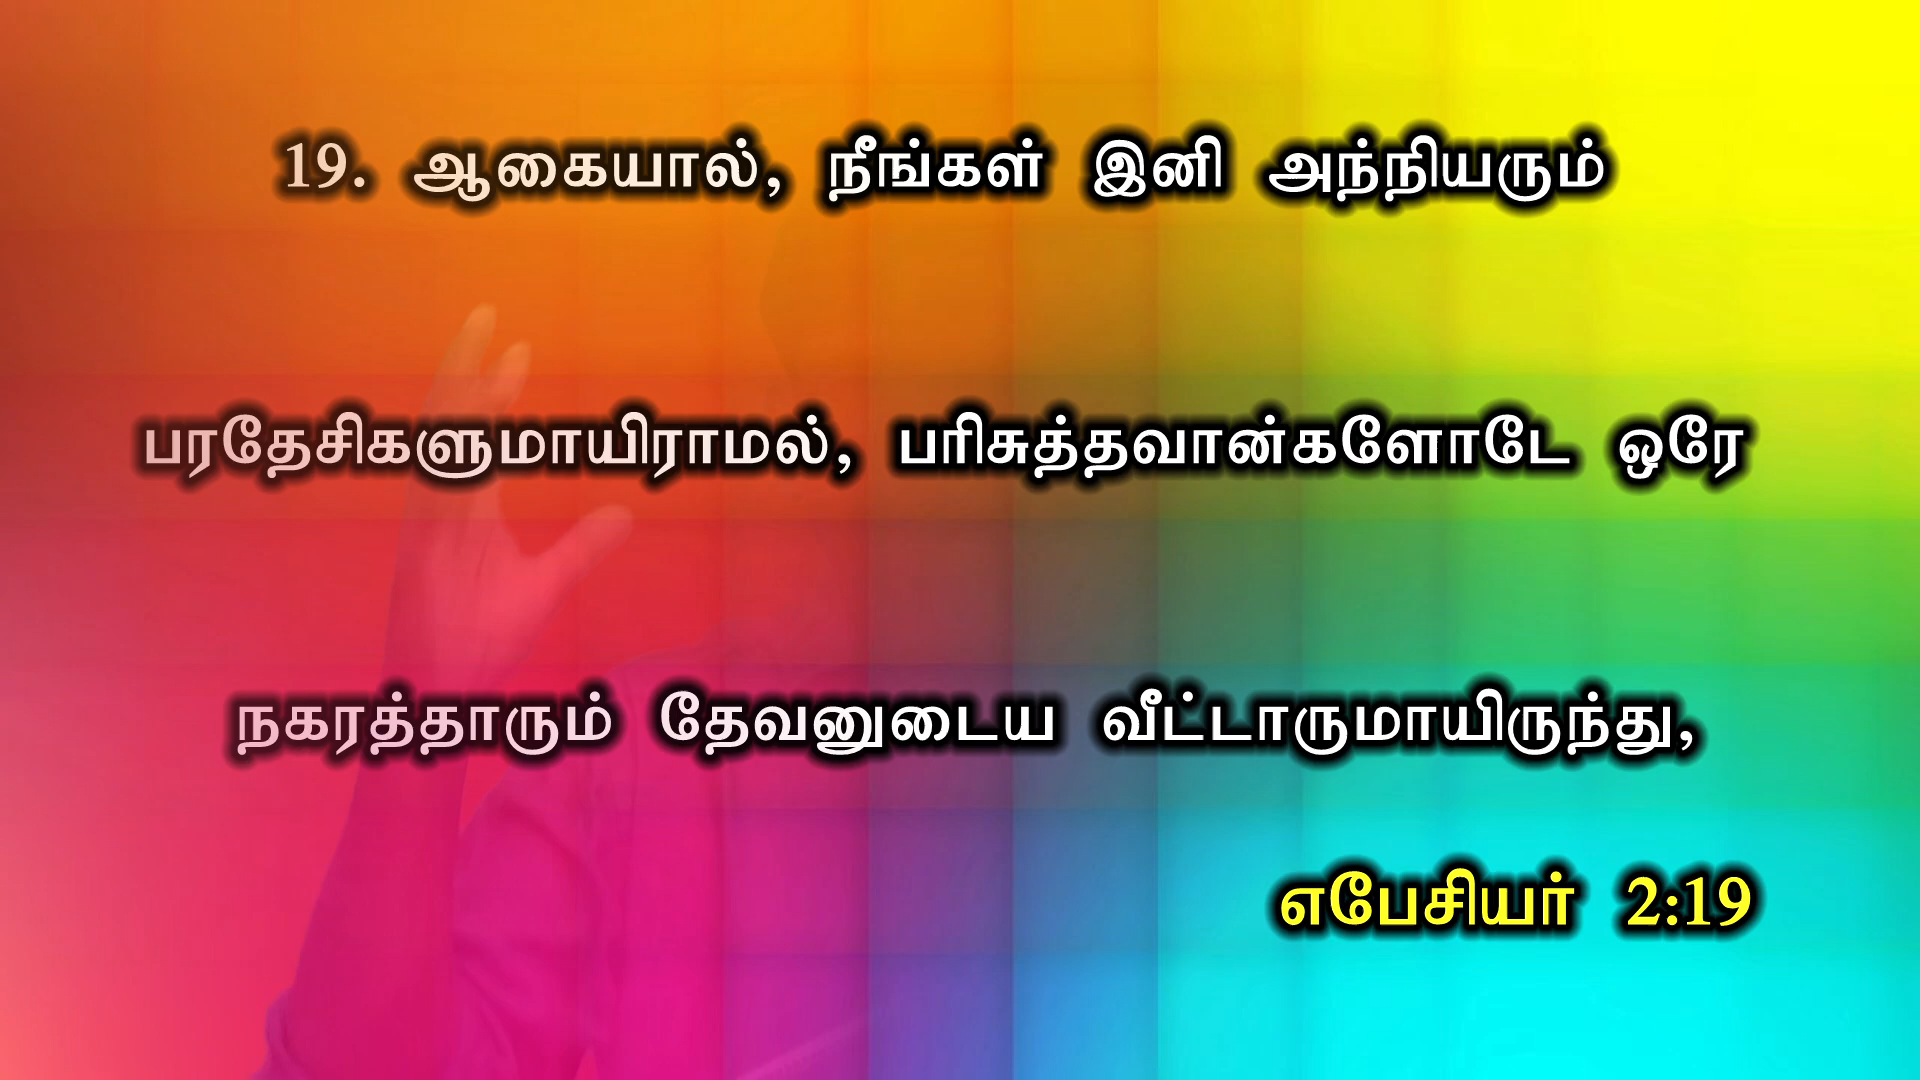 19. ஆகையால், நீங்கள் இனி அந்நியரும்
பரதேசிகளுமாயிராமல், பரிசுத்தவான்களோடே ஒரே
நகரத்தாரும் தேவனுடைய வீட்டாருமாயிருந்து,
எபேசியர் 2:19